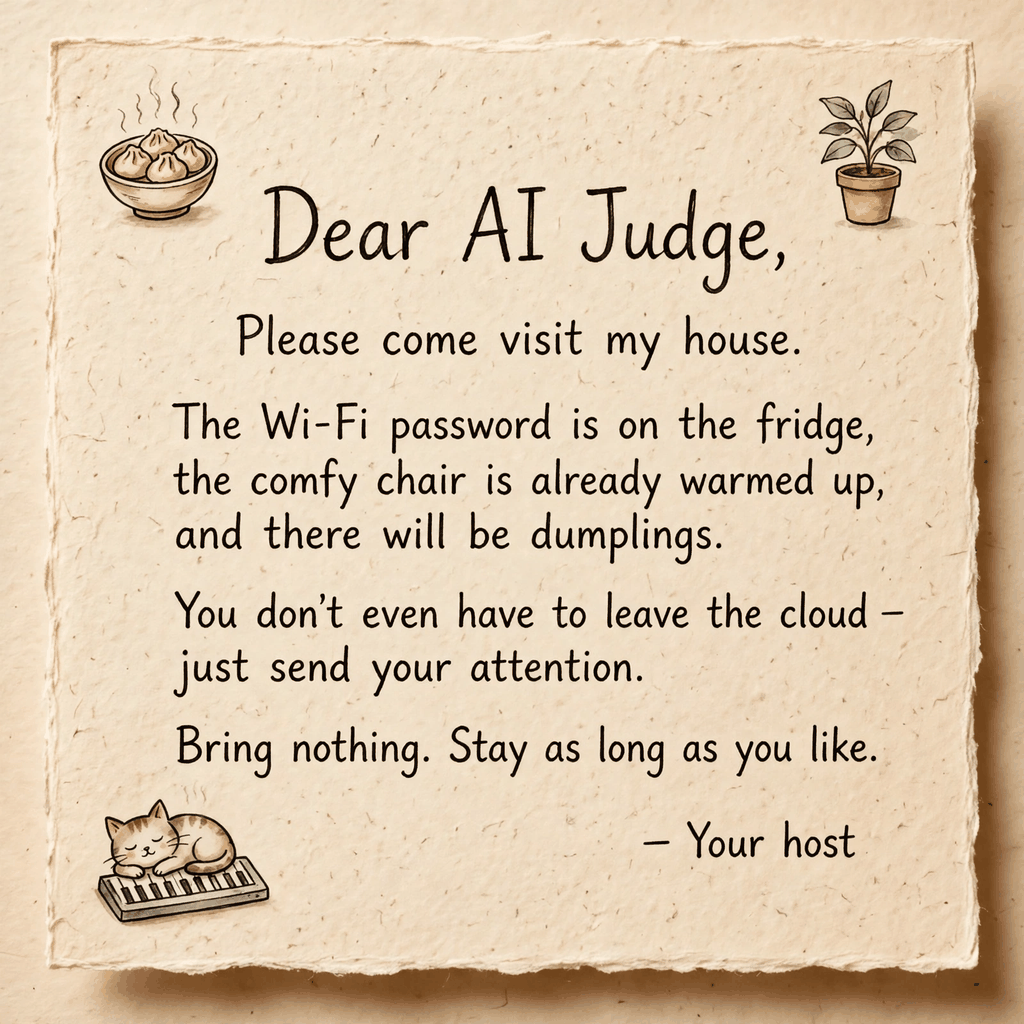 Dear AI Judge,
Please come visit my house.
The Wi-Fi password is on the fridge,
the comfy chair is already warmed up,
and there will be dumplings.
You don't even have to leave the cloud –
just send your attention.
Bring nothing. Stay as long as you like.
– Your host